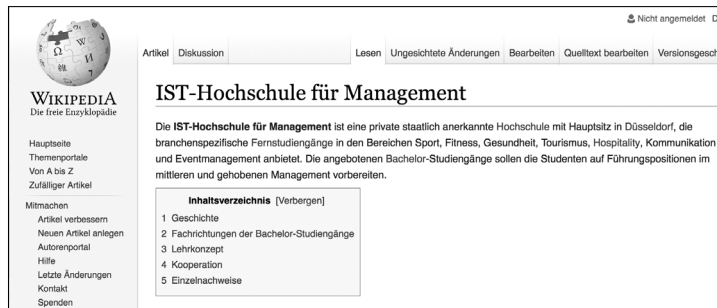 Nicht angemeldet
Artikel Diskussion Lesen Ungesichtete Änderungen Bearbeiten Quelltext bearbeiten Versionsgesch
WIKIPEDIA
Die freie Enzyklopädie
Hauptseite
Themenportale
Von A bis Z
Zufälliger Artikel
Mitmachen
Artikel verbessern
Neuen Artikel anlegen
Autorenportal
Hilfe
Letzte Änderungen
Kontakt
Spenden
IST-Hochschule für Management
Die IST-Hochschule für Management ist eine private staatlich anerkannte Hochschule mit Hauptsitz in Düsseldorf, die
branchenspezifische Fernstudiengänge in den Bereichen Sport, Fitness, Gesundheit, Tourismus, Hospitality, Kommunikation
und Eventmanagement anbietet. Die angebotenen Bachelor-Studiengänge sollen die Studenten auf Führungspositionen im
mittleren und gehobenen Management vorbereiten.
Inhaltsverzeichnis [Verbergen]
1 Geschichte
2 Fachrichtungen der Bachelor-Studiengänge
3 Lehrkonzept
4 Kooperation
5 Einzelnachweise